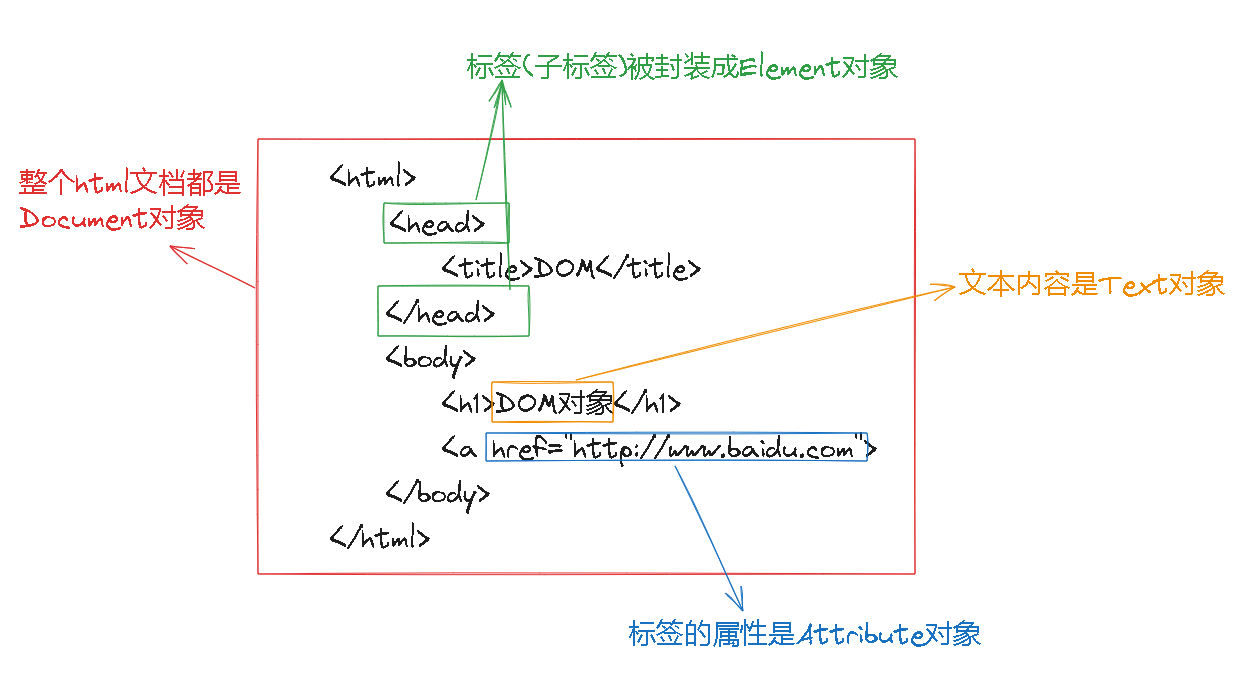 标签(子标签)被封装成Element对象
整个html文档都是
Document对象
<html>
<head>
<title>DOM</title>
</head>
<body>
<h1>DOM对象</h1>
<a href="http://www.baidu.com">
</body>
</html>
文本内容是Text对象
标签的属性是Attribute对象